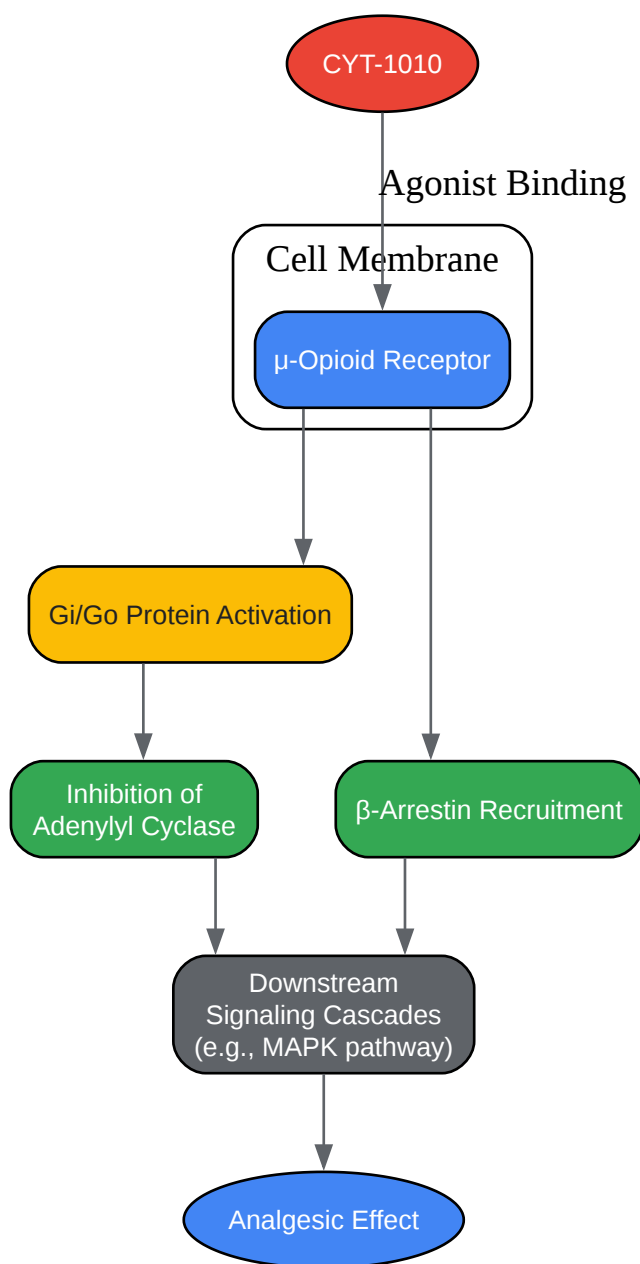 CYT-1010
Agonist Binding
Cell Membrane
μ-Opioid Receptor
Gi/Go Protein Activation
Inhibition of
Adenylyl Cyclase
β-Arrestin Recruitment
Downstream
Signaling Cascades
(e.g., MAPK pathway)
Analgesic Effect